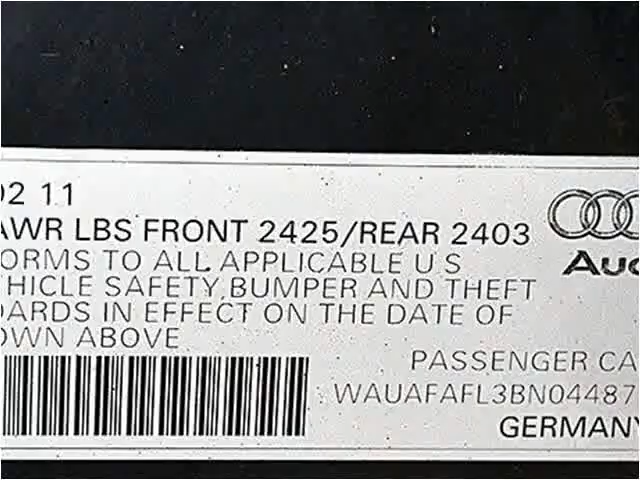 02 11
AWR LBS FRONT 2425/REAR 2403
ORMS TO ALL APPLICABLE U S
HICLE SAFETY, BUMPER AND THEFT
DARDS IN EFFECT ON THE DATE OF
OWN ABOVE
Aud
PASSENGER CA
WAUAFAFL3BN04487
GERMANY